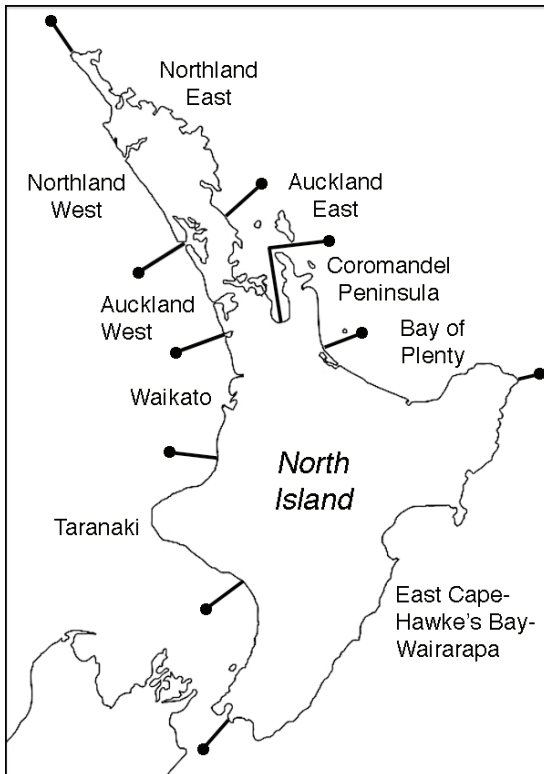 Northland
East
Northland
West
Auckland
East
Coromandel
Peninsula
Auckland
West
Bay of
Plenty
Waikato
North
Island
Taranaki
East Cape-
Hawke's Bay-
Wairarapa